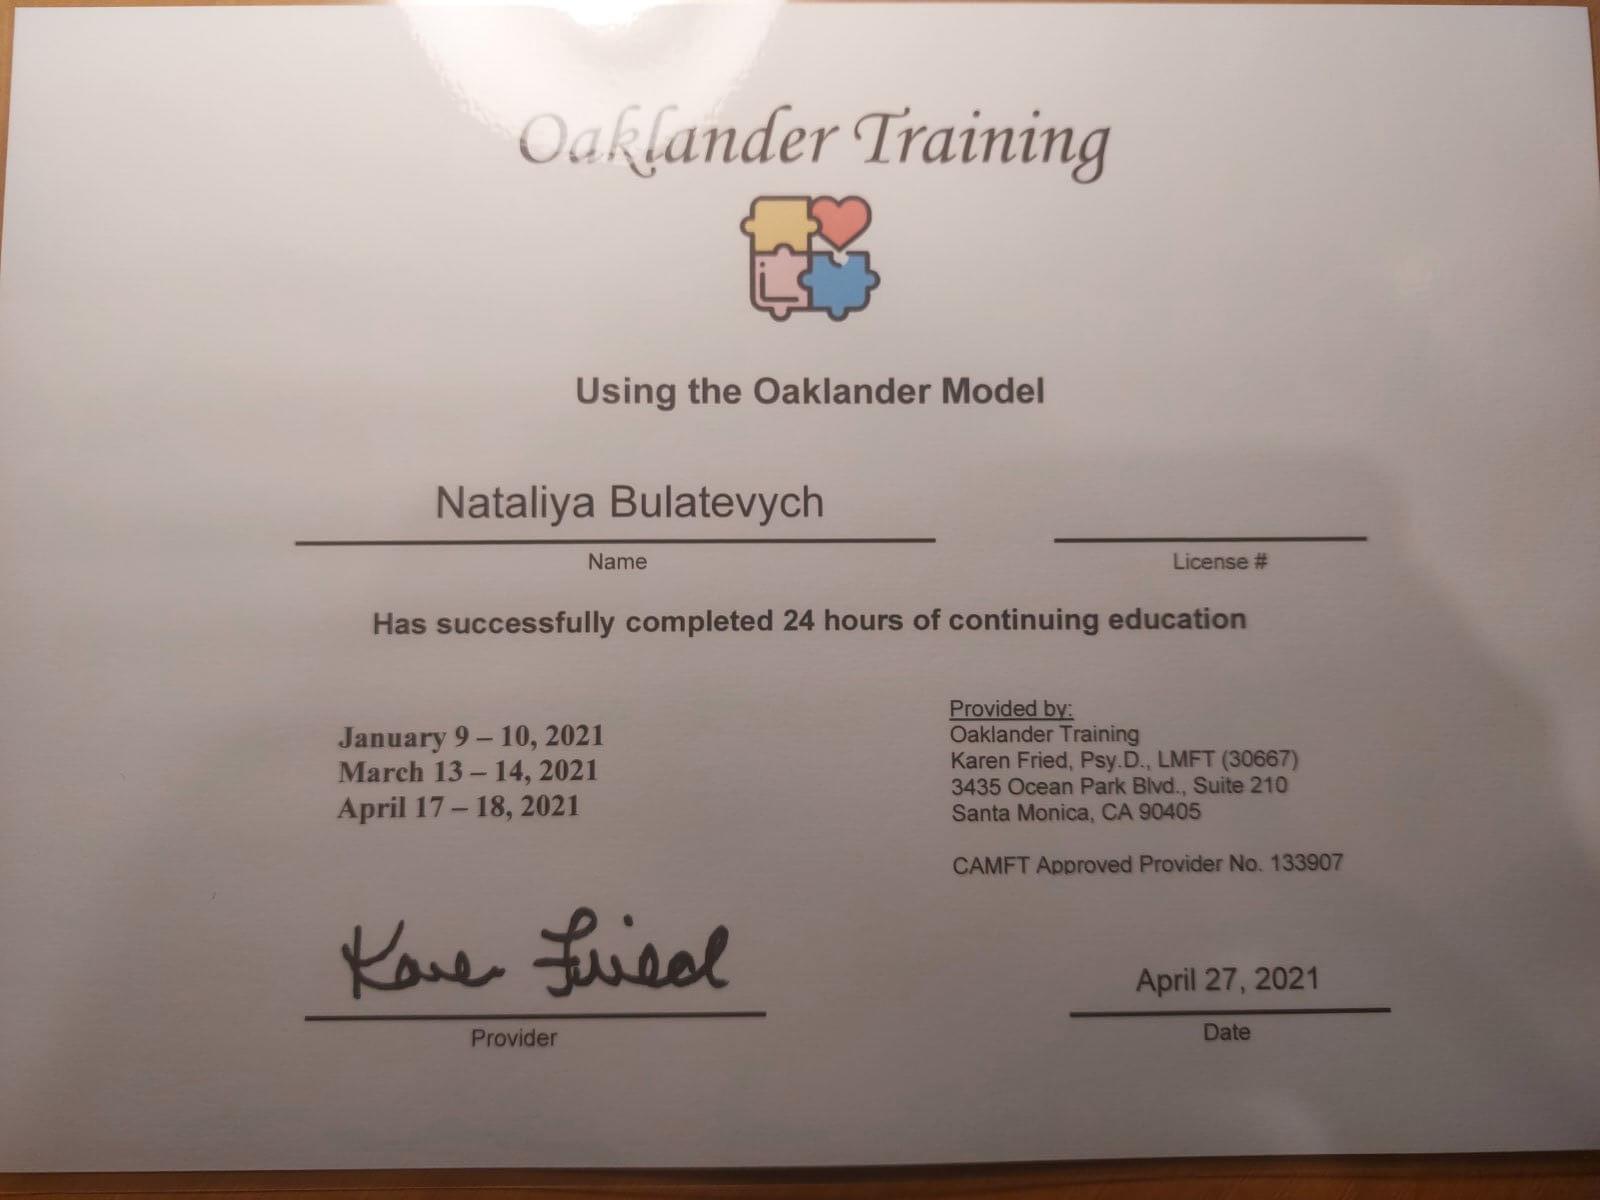 Oaklander Training
Using the Oaklander Model
Nataliya Bulatevych
Name
License #
Has successfully completed 24 hours of continuing education
January 9 – 10, 2021
March 13 – 14, 2021
April 17 – 18, 2021
Provided by:
Oaklander Training
Karen Fried, Psy.D., LMFT (30667)
3435 Ocean Park Blvd., Suite 210
Santa Monica, CA 90405
CAMFT Approved Provider No. 133907
Karen Fried
Provider
April 27, 2021
Date